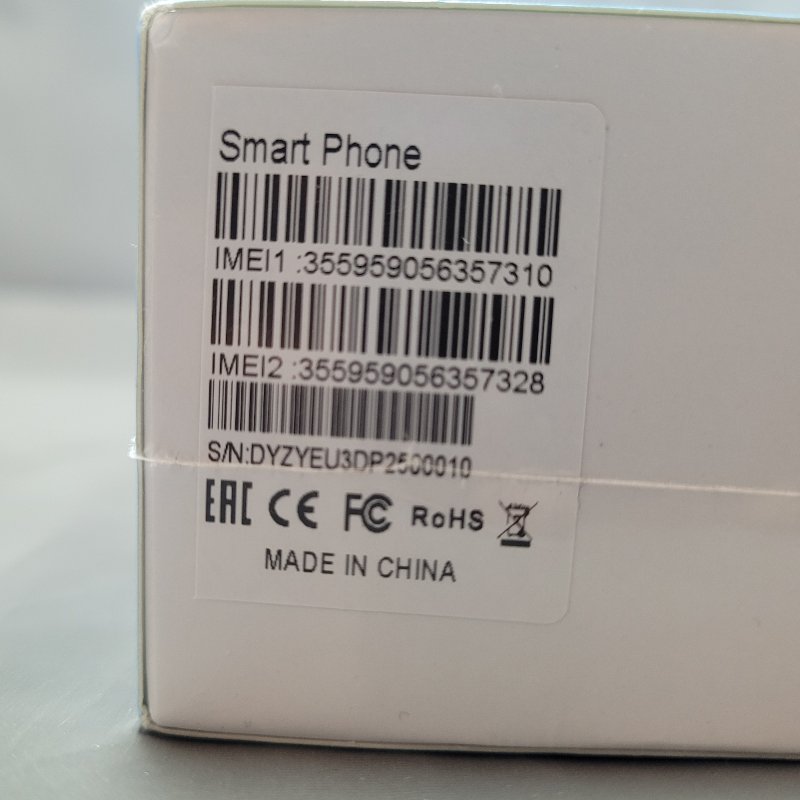 Smart Phone
IMEI1 :355959056357310
IMEI2 :355959056357328
S/N:DYZYEU3DP2500010
EAC CE FC RoHS
MADE IN CHINA